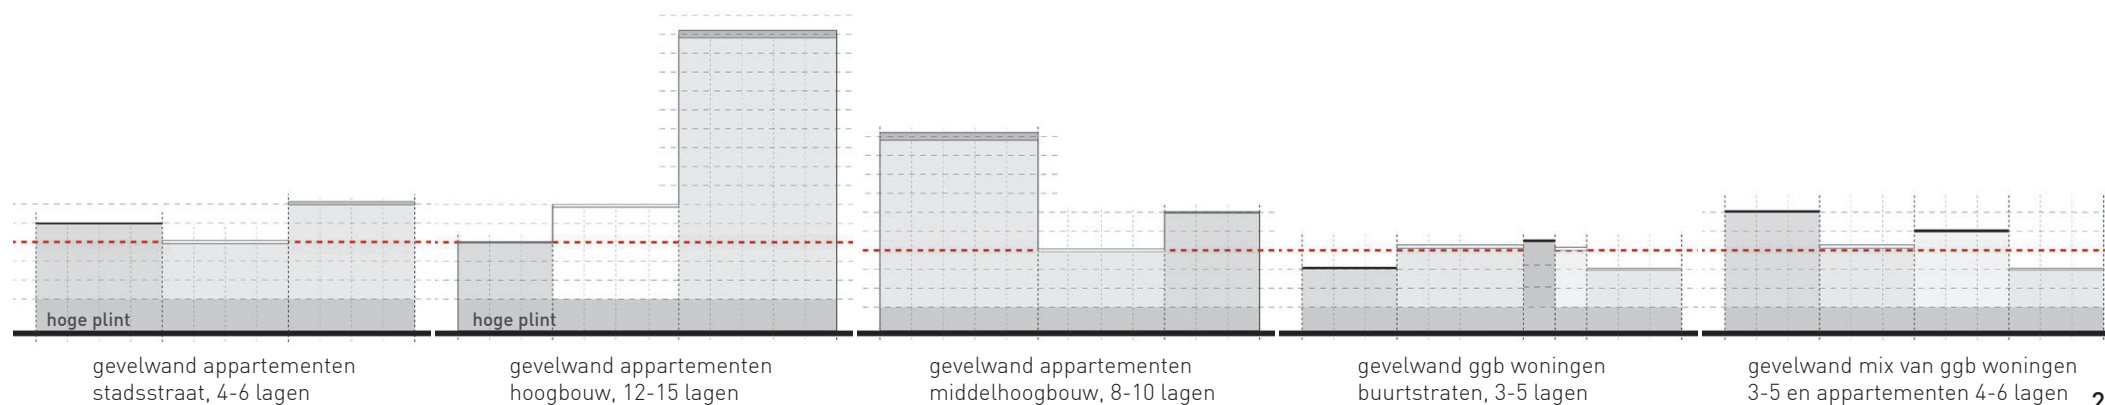 hoge plint
hoge plint
gevelwand appartementen
stadsstraat, 4-6 lagen
gevelwand appartementen
hoogbouw, 12-15 lagen
gevelwand appartementen
middelhoogbouw, 8-10 lagen
gevelwand ggb woningen
buurtstraten, 3-5 lagen
gevelwand mix van ggb woningen
3-5 en appartementen 4-6 lagen